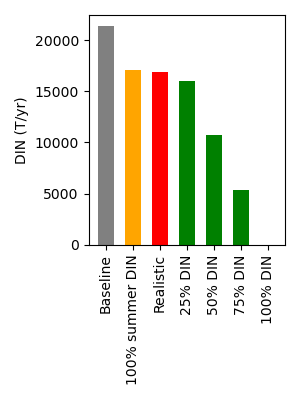 DIN (T/yr)
20000
15000
10000
5000
0
Baseline
100% summer DIN
Realistic
25% DIN
50% DIN
75% DIN
100% DIN